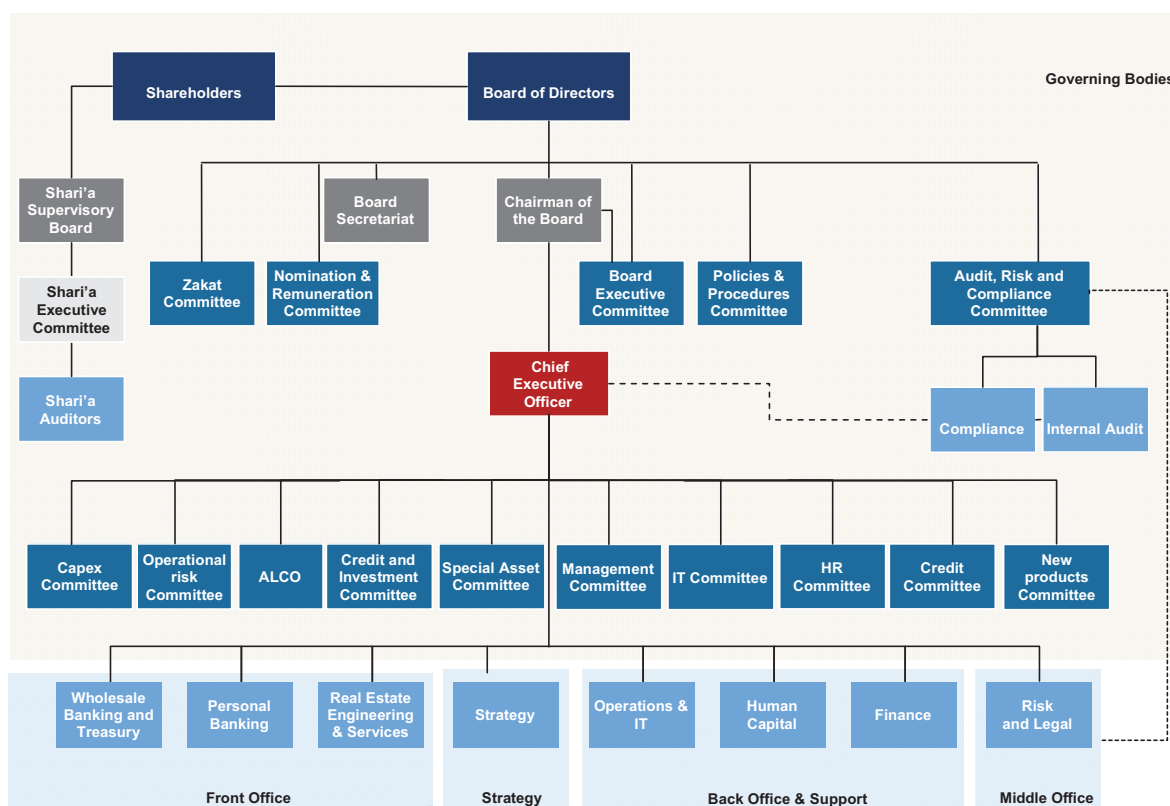 Governing Bodies
Shareholders
Board of Directors
Shari’a
Supervisory
Board
Board
Secretariat
Chairman of
the Board
Shari’a
Executive
Committee
Zakat
Committee
Nomination &
Remuneration
Committee
Board
Executive
Committee
Policies &
Procedures
Committee
Audit, Risk and
Compliance
Committee
Chief
Executive
Officer
Shari’a
Auditors
Compliance
Internal Audit
Capex
Committee
Operational
risk
Committee
ALCO
Credit and
Investment
Committee
Special Asset
Committee
Management
Committee
IT Committee
HR
Committee
Credit
Committee
New
products
Committee
Wholesale
Banking and
Treasury
Personal
Banking
Real Estate
Engineering
& Services
Strategy
Operations &
IT
Human
Capital
Finance
Risk
and Legal
Front Office
Strategy
Back Office & Support
Middle Office